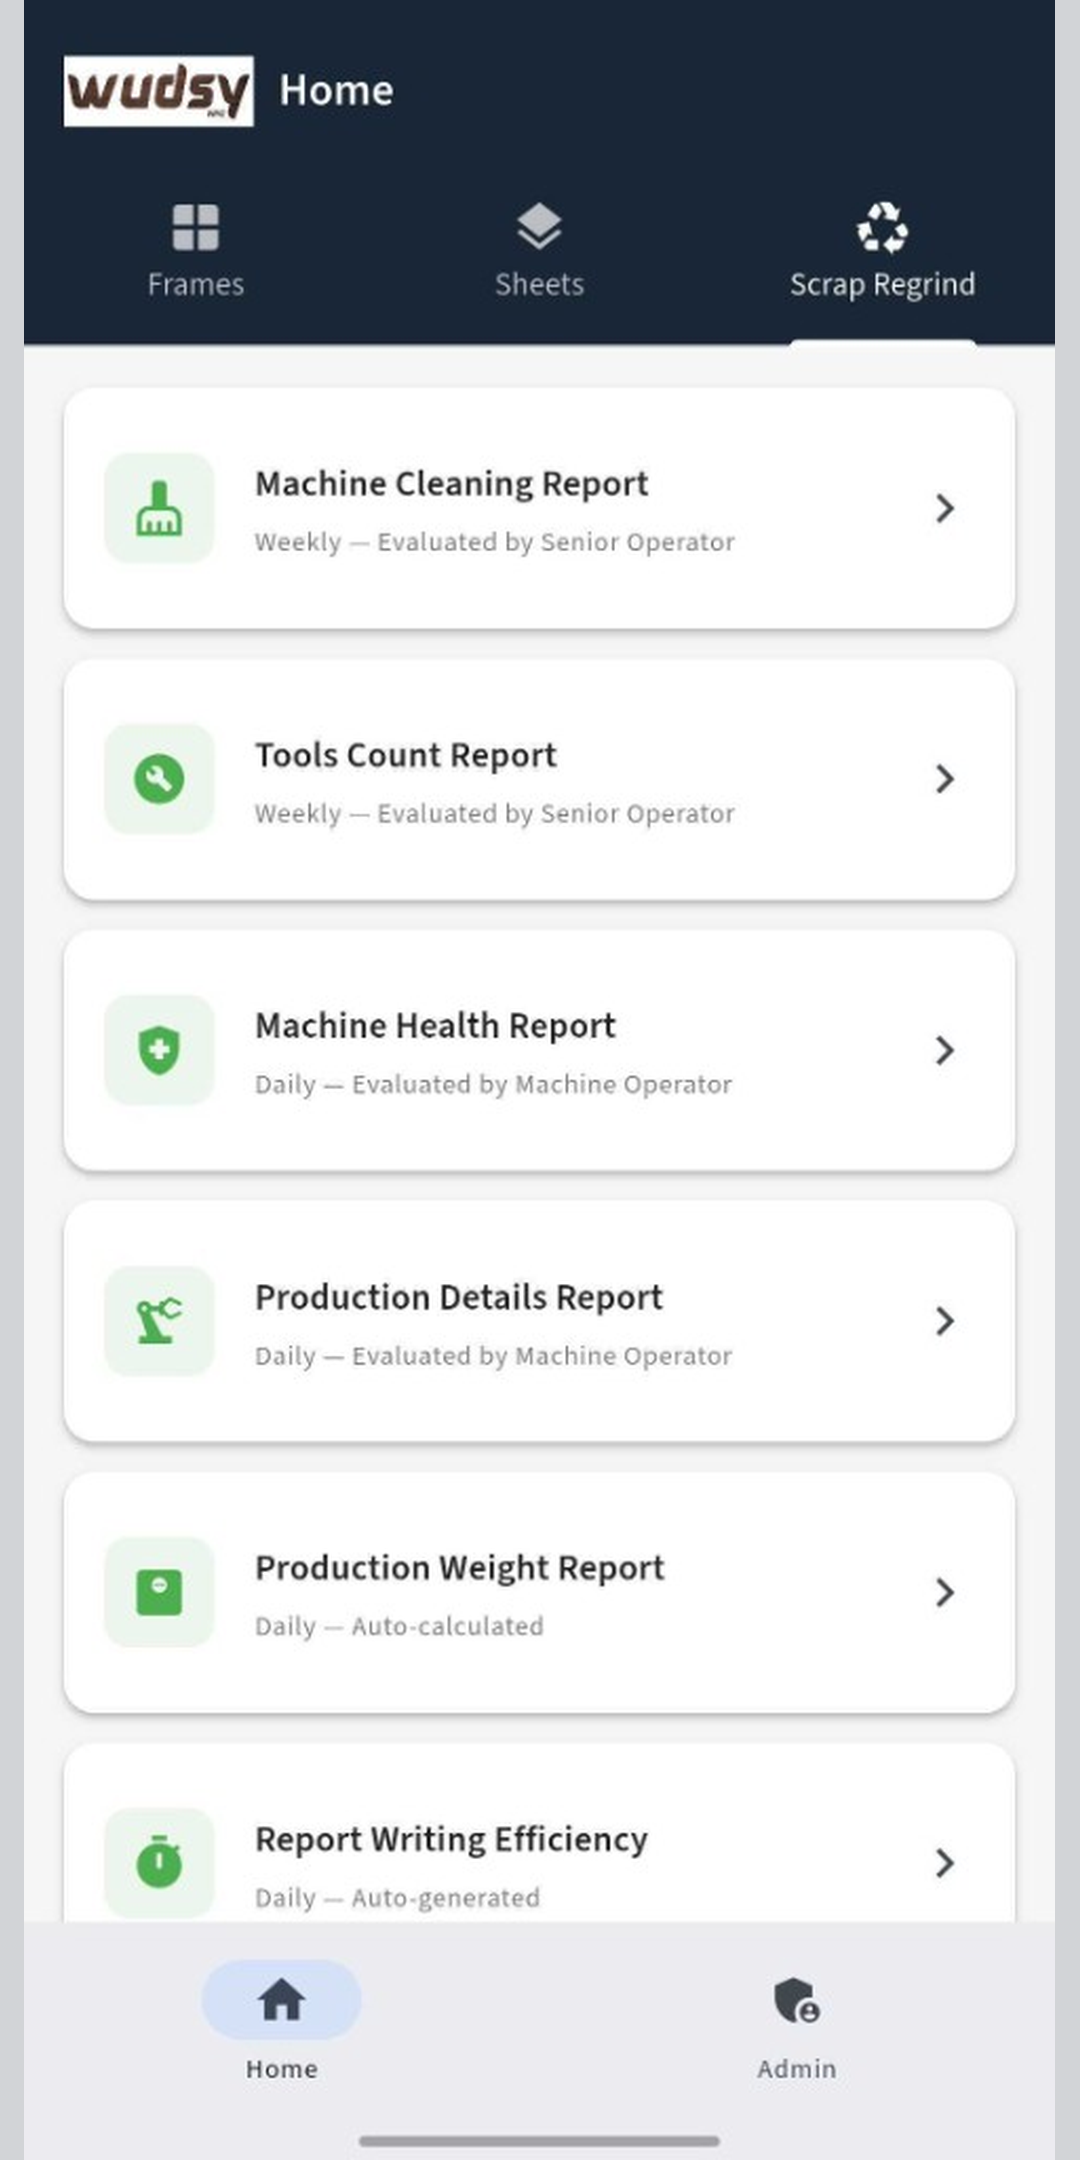 wudsy
Home
Frames
Sheets
Scrap Regrind
Machine Cleaning Report
Weekly — Evaluated by Senior Operator
Tools Count Report
Weekly — Evaluated by Senior Operator
Machine Health Report
Daily — Evaluated by Machine Operator
Production Details Report
Daily — Evaluated by Machine Operator
Production Weight Report
Daily — Auto-calculated
Report Writing Efficiency
Daily — Auto-generated
Home
Admin